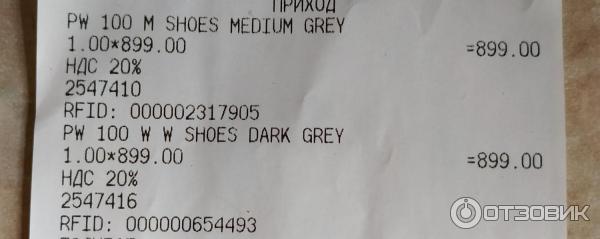 ПРИХОД
PW 100 M SHOES MEDIUM GREY
1.00*899.00 =899.00
НДС 20%
2547410
RFID: 000002317905
PW 100 W W SHOES DARK GREY
1.00*899.00 =899.00
НДС 20%
2547416
RFID: 000000654493
ОТЗОВИК